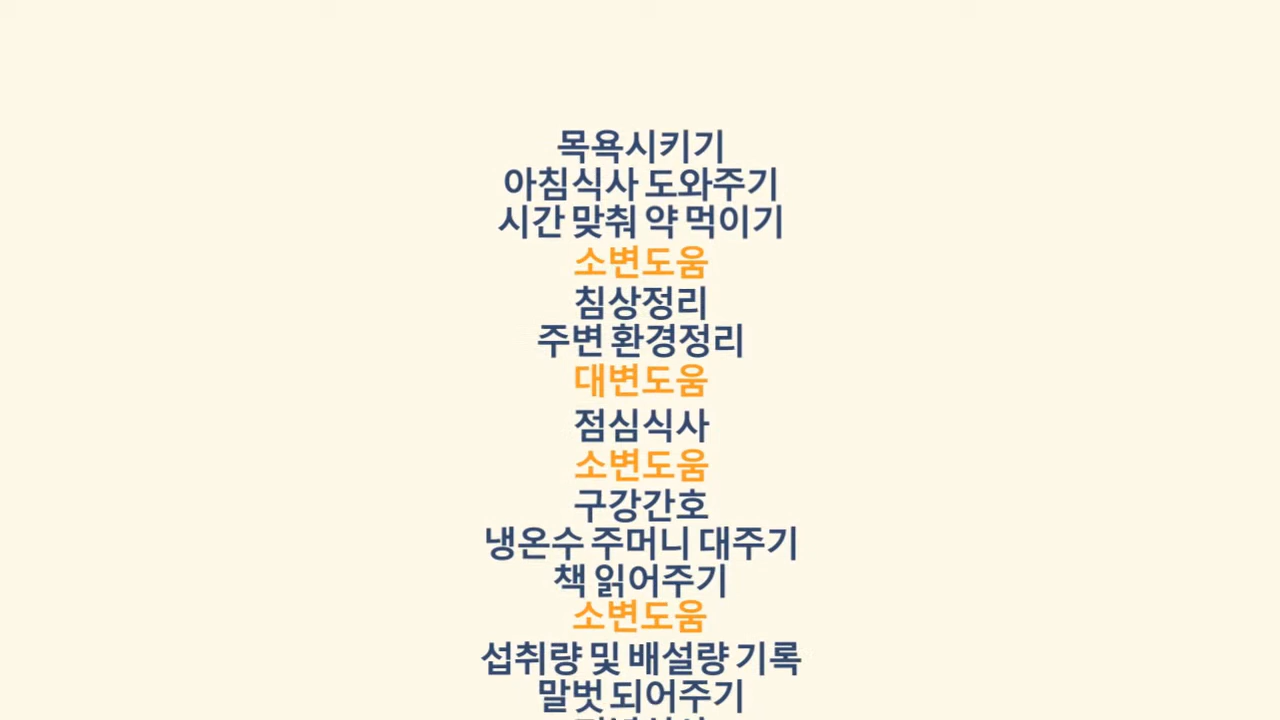 목욕시키기
아침식사 도와주기
시간 맞춰 약 먹이기
소변도움
침상정리
주변 환경정리
대변도움
점심식사
소변도움
구강간호
냉온수 주머니 대주기
책 읽어주기
소변도움
섭취량 및 배설량 기록
말벗 되어주기